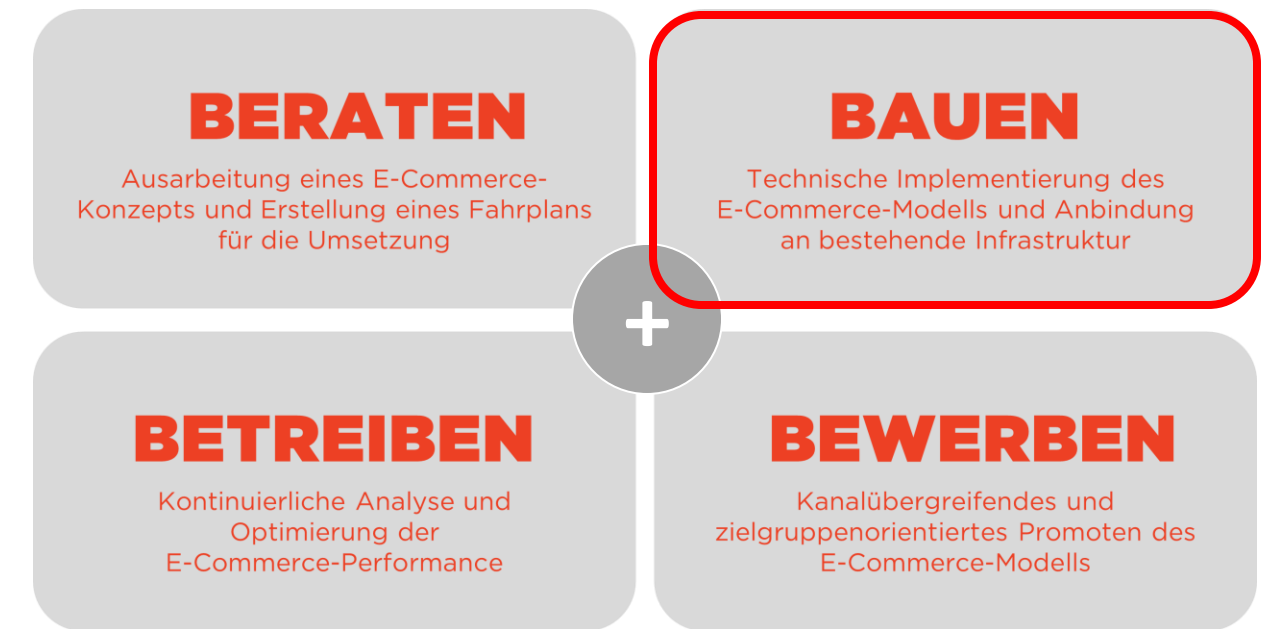 BERATEN
Ausarbeitung eines E-Commerce-
Konzepts und Erstellung eines Fahrplans
für die Umsetzung
BAUEN
Technische Implementierung des
E-Commerce-Modells und Anbindung
an bestehende Infrastruktur
+
BETREIBEN
Kontinuierliche Analyse und
Optimierung der
E-Commerce-Performance
BEWERBEN
Kanalübergreifendes und
zielgruppenorientiertes Promoten des
E-Commerce-Modells